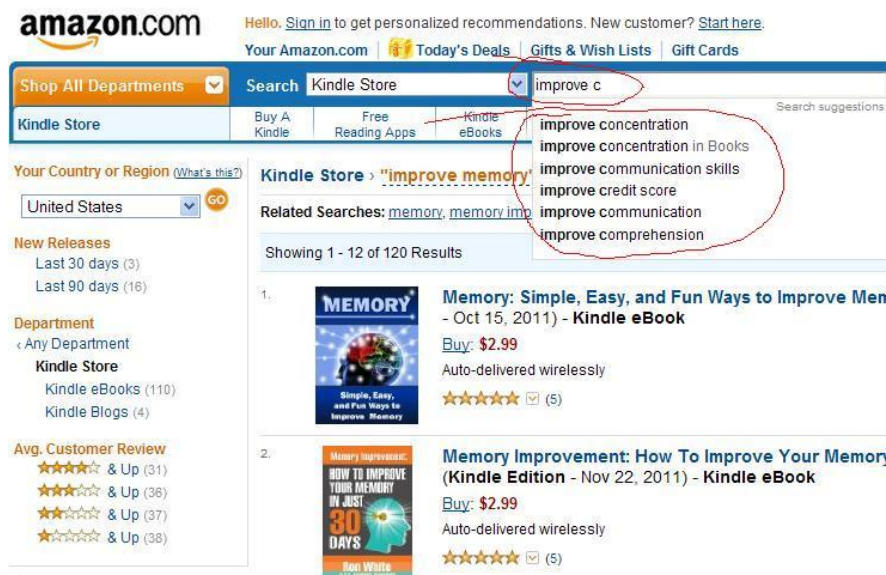 amazon.com
Hello. Sign in to get personalized recommendations. New customer? Start here.
Your Amazon.com Today's Deals Gifts & Wish Lists Gift Cards
Shop All Departments Search Kindle Store improve c
Search suggestions
Kindle Store Buy A Kindle Free Reading Apps Kindle eBooks
improve concentration
improve concentration in Books
improve communication skills
improve credit score
improve communication
improve comprehension
Your Country or Region (What's this?)
United States GO
New Releases
Last 30 days (3)
Last 90 days (16)
Department
‹ Any Department
Kindle Store
Kindle eBooks (110)
Kindle Blogs (4)
Avg. Customer Review
& Up (31)
& Up (36)
& Up (37)
& Up (38)
Kindle Store › "improve memory"
Related Searches: memory, memory imp
Showing 1 - 12 of 120 Results
1.
MEMORY
Simple, Easy,
and Fun Ways to
Improve Memory
Memory: Simple, Easy, and Fun Ways to Improve Mem
- Oct 15, 2011) - Kindle eBook
Buy: $2.99
Auto-delivered wirelessly
(5)
2.
Memory Improvement:
HOW TO IMPROVE
YOUR MEMORY
IN JUST
30
DAYS
Ron White
Memory Improvement: How To Improve Your Memory
(Kindle Edition - Nov 22, 2011) - Kindle eBook
Buy: $2.99
Auto-delivered wirelessly
(5)